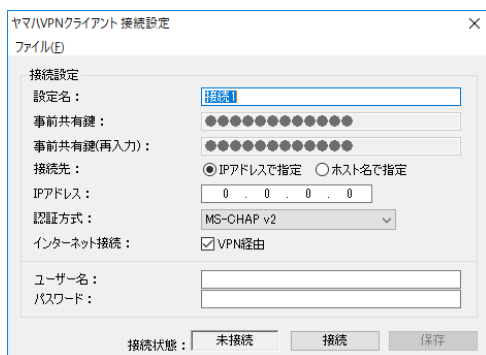 ヤマハVPNクライアント 接続設定
ファイル(F)
接続設定
設定名： 接続1
事前共有鍵： ●●●●●●●●●●●●
事前共有鍵(再入力)： ●●●●●●●●●●●●
接続先： IPアドレスで指定 ホスト名で指定
IPアドレス： 0 . 0 . 0 . 0
認証方式： MS-CHAP v2
インターネット接続： VPN経由
ユーザー名：
パスワード：
接続状態： 未接続 接続 保存